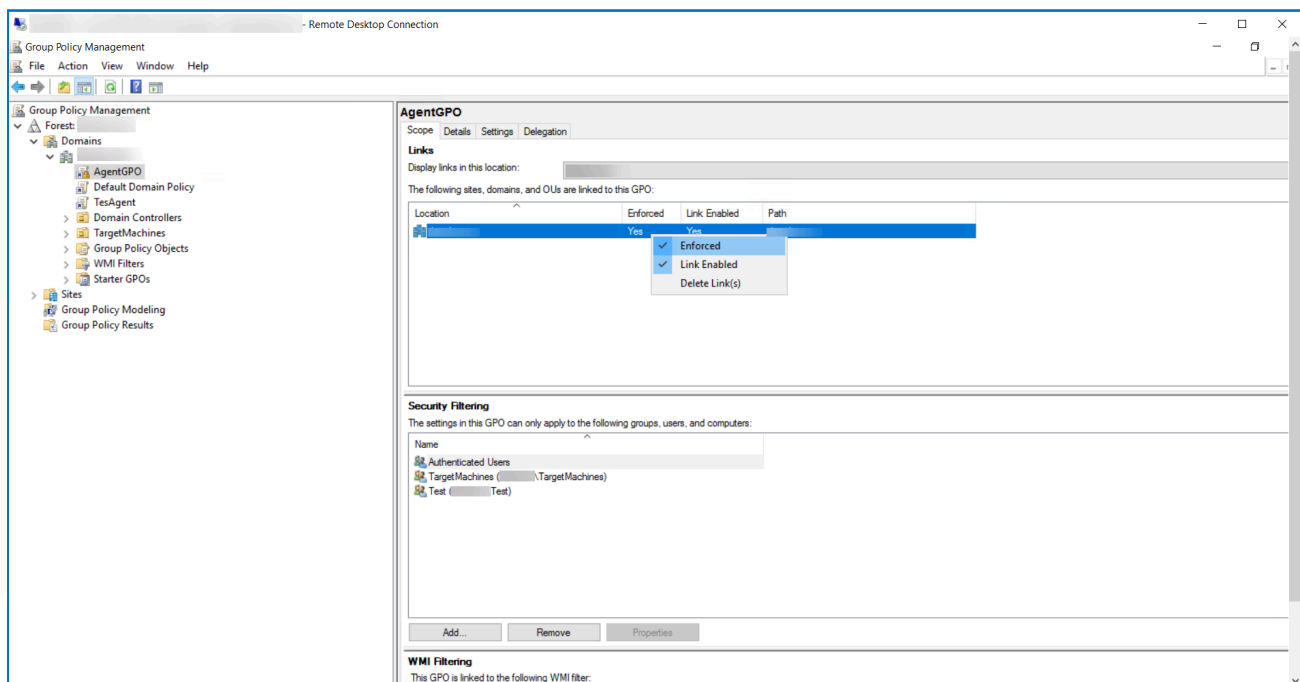 - Remote Desktop Connection
Group Policy Management
File Action View Window Help
Group Policy Management
Forest:
Domains
AgentGPO
Default Domain Policy
TesAgent
Domain Controllers
TargetMachines
Group Policy Objects
WMI Filters
Starter GPOs
Sites
Group Policy Modeling
Group Policy Results
AgentGPO
Scope Details Settings Delegation
Links
Display links in this location:
The following sites, domains, and OUs are linked to this GPO:
Location Enforced Link Enabled Path
Yes Yes
Enforced
Link Enabled
Delete Link(s)
Security Filtering
The settings in this GPO can only apply to the following groups, users, and computers:
Name
Authenticated Users
TargetMachines ( \TargetMachines)
Test ( Test)
Add... Remove Properties
WMI Filtering
This GPO is linked to the following WMI filter: